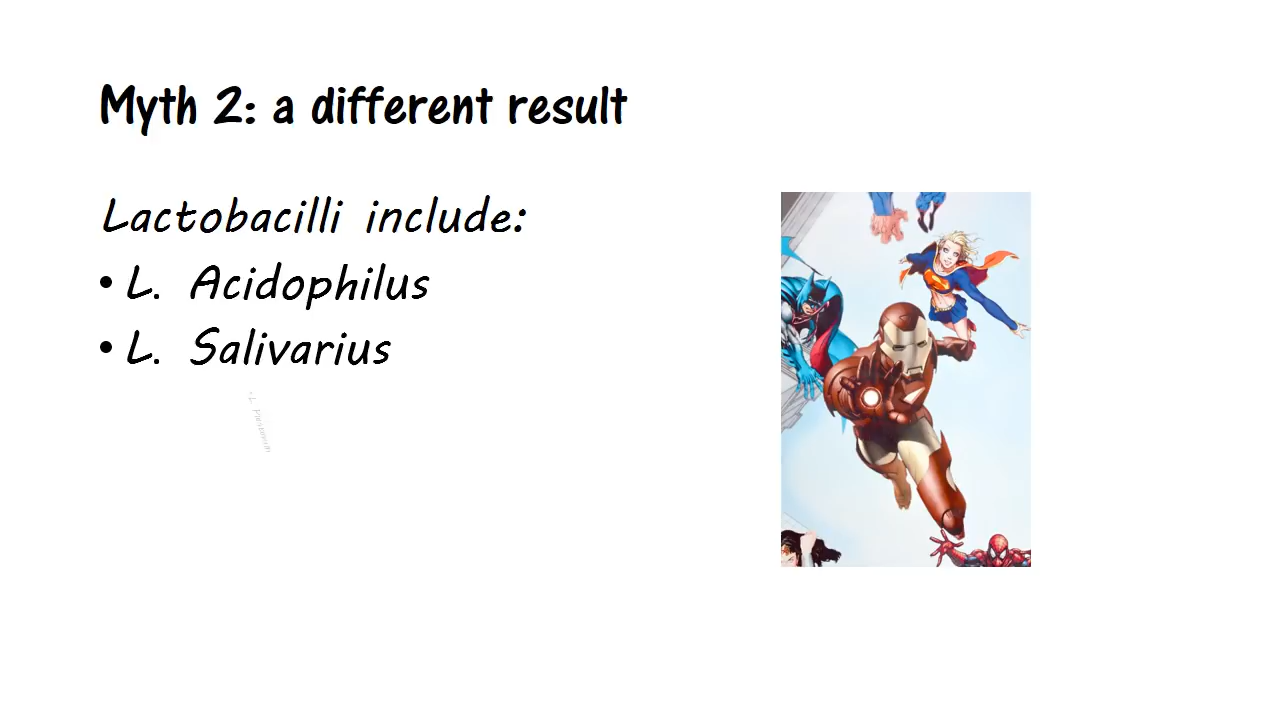 Myth 2: a different result
Lactobacilli include:
• L. Acidophilus
• L. Salivarius
• L.